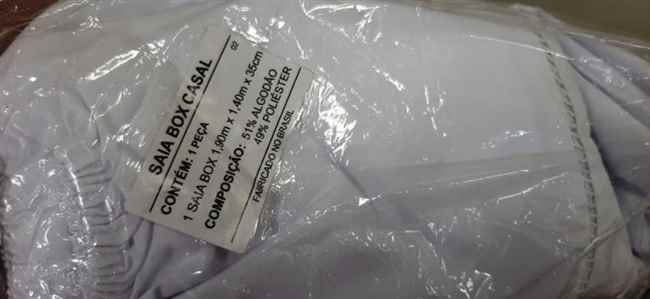 SAIA BOX CASAL
02
CONTÉM: 1 PEÇA
1 SAIA BOX 1,90m x 1,40m x 35cm
COMPOSIÇÃO: 51% ALGODÃO
49% POLIÉSTER
FABRICADO NO BRASIL